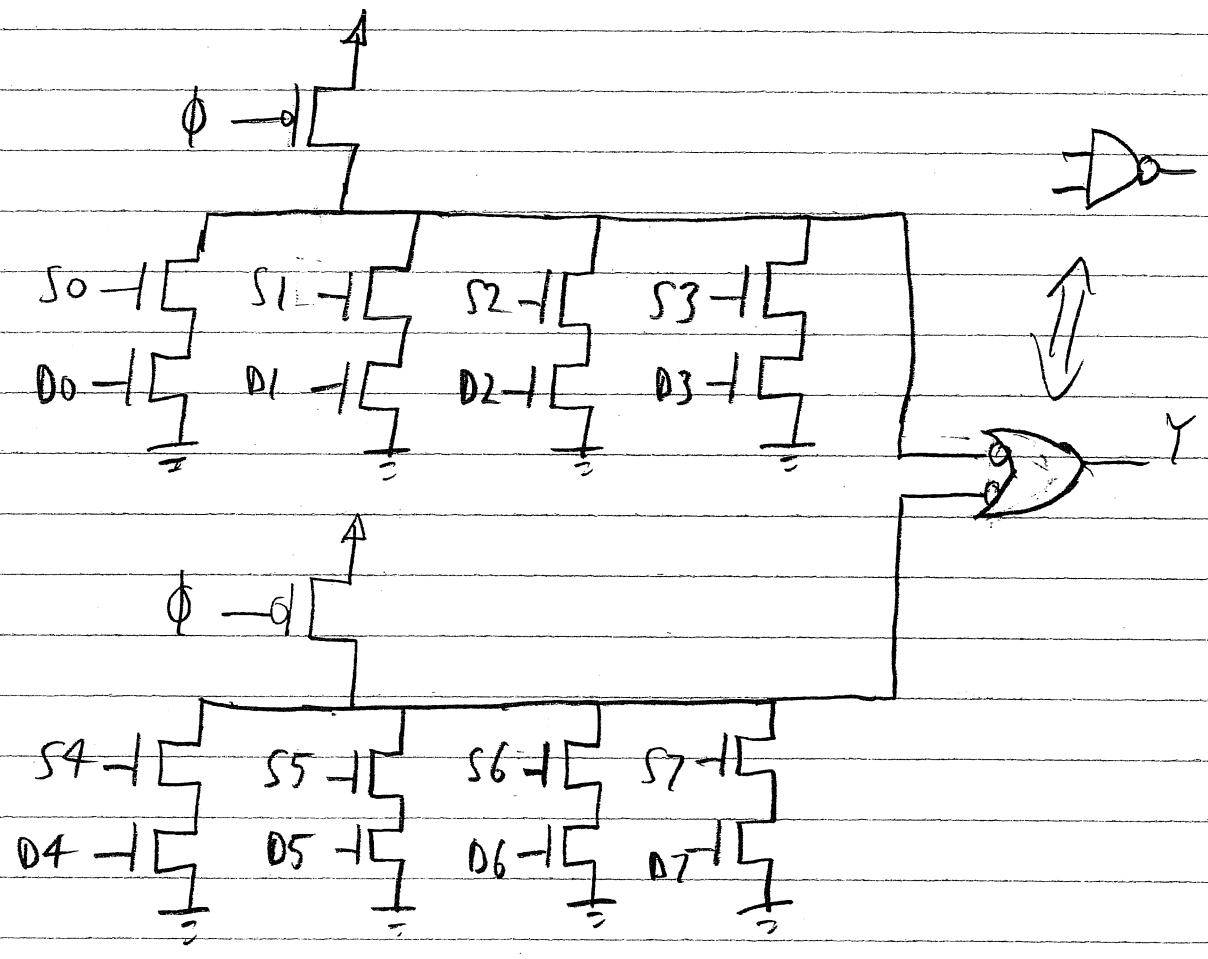 ϕ
S0 S1 S2 S3
D0 D1 D2 D3
Y
ϕ
S4 S5 S6 S7
D4 D5 D6 D7